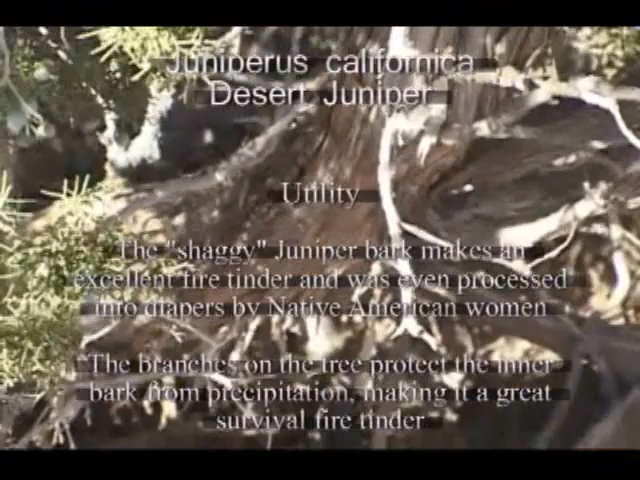 Juniperus californica
Desert Juniper
Utility
The "shaggy" Juniper bark makes an
excellent fire tinder and was even processed
into diapers by Native American women
The branches on the tree protect the inner
bark from precipitation, making it a great
survival fire tinder